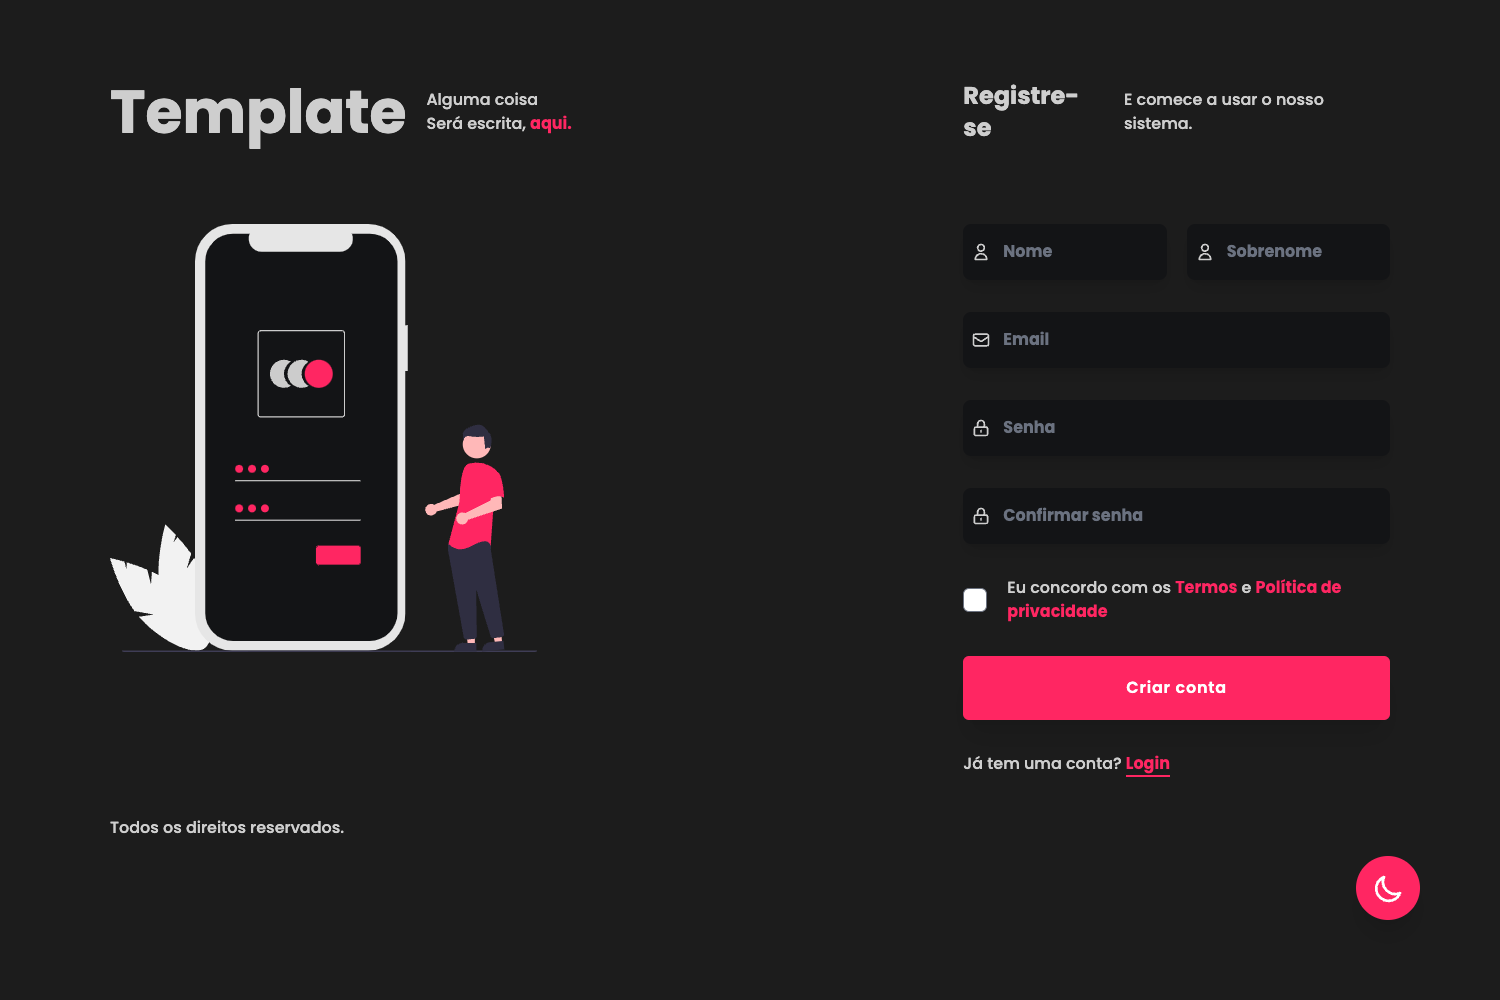 Template
Alguma coisa
Será escrita, aqui.
Registre-
se
E comece a usar o nosso
sistema.
Nome
Sobrenome
Email
Senha
Confirmar senha
Eu concordo com os Termos e Política de
privacidade
Criar conta
Já tem uma conta? Login
Todos os direitos reservados.